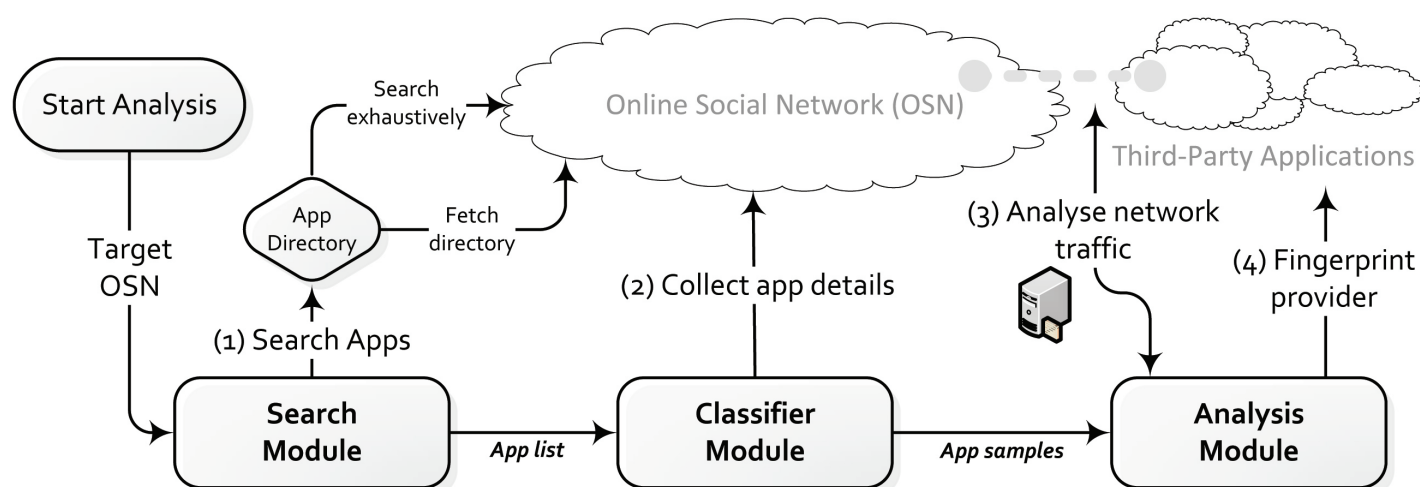 Start Analysis
Search
exhaustively
Online Social Network (OSN)
Third-Party Applications
App
Directory
Fetch
directory
Target
OSN
(1) Search Apps
(2) Collect app details
(3) Analyse network
traffic
(4) Fingerprint
provider
Search
Module
App list
Classifier
Module
App samples
Analysis
Module